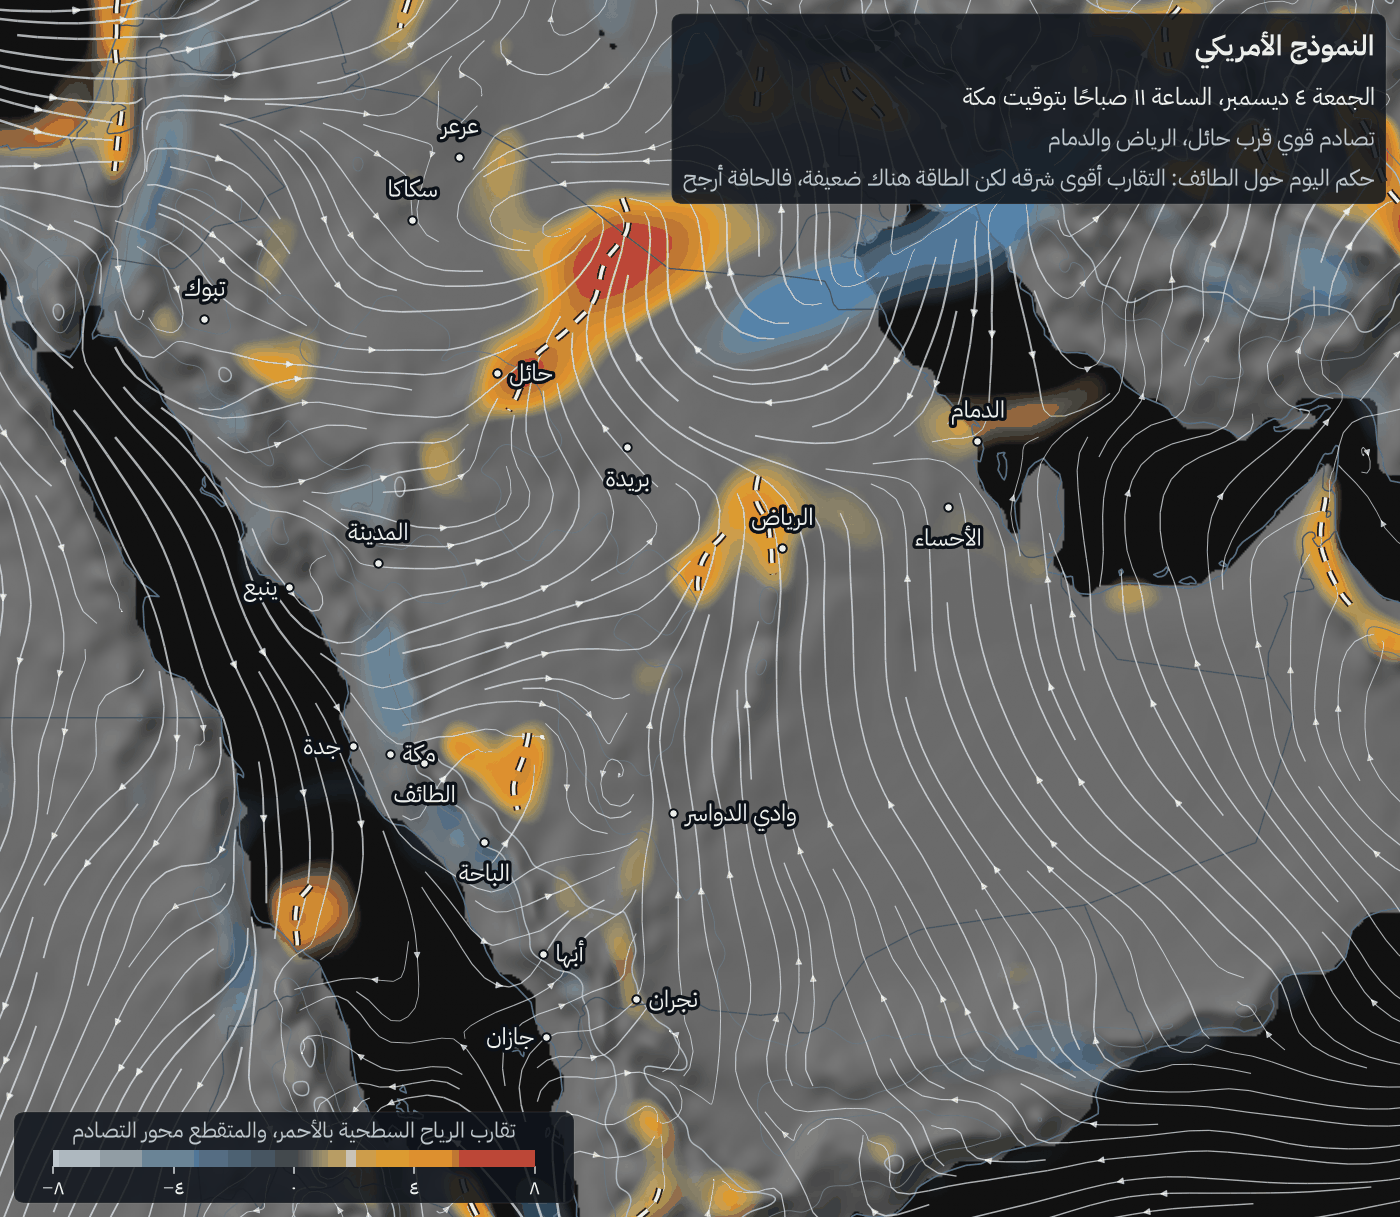 النموذج الأمريكي
الجمعة ٤ ديسمبر، الساعة ١١ صباحًا بتوقيت مكة
تصادم قوي قرب حائل، الرياض والدمام
حكم اليوم حول الطائف: التقارب أقوى شرقه لكن الطاقة هناك ضعيفة، فالحافة أرجح
عرعر
سكاكا
تبوك
حائل
الدمام
بريدة
الرياض
المدينة
الأحساء
ينبع
جدة
مكة
الطائف
وادي الدواسر
الباحة
أبها
نجران
جازان
تقارب الرياح السطحية بالأحمر، والمتقطع محور التصادم
−٨ −٤ ٠ ٤ ٨